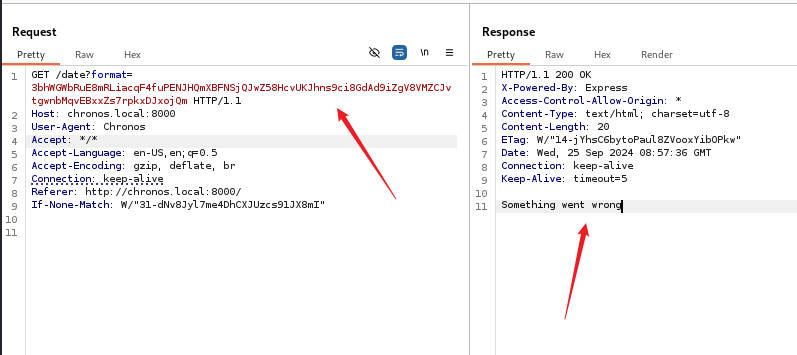 Request
Pretty Raw Hex
\n
1 GET /date?format=
3bhWGWbRuE8mRLiacqF4fuPENJHQmXBFNSjQJwZ58HcvUKJhns9ci8GdAd9iZgV8VMZCJv
tgwnbMqvEBxxZs7rpkxDJxojQm HTTP/1.1
2 Host: chronos.local:8000
3 User-Agent: Chronos
4 Accept: */*
5 Accept-Language: en-US,en;q=0.5
6 Accept-Encoding: gzip, deflate, br
7 Connection: keep-alive
8 Referer: http://chronos.local:8000/
9 If-None-Match: W/"31-dNv8Jyl7me4DhCXJUzcs91JX8mI"
10
11
Response
Pretty Raw Hex Render
1 HTTP/1.1 200 OK
2 X-Powered-By: Express
3 Access-Control-Allow-Origin: *
4 Content-Type: text/html; charset=utf-8
5 Content-Length: 20
6 ETag: W/"14-jYhsC6bytoPaul8ZVooxYibOPkw"
7 Date: Wed, 25 Sep 2024 08:57:36 GMT
8 Connection: keep-alive
9 Keep-Alive: timeout=5
10
11 Something went wrong